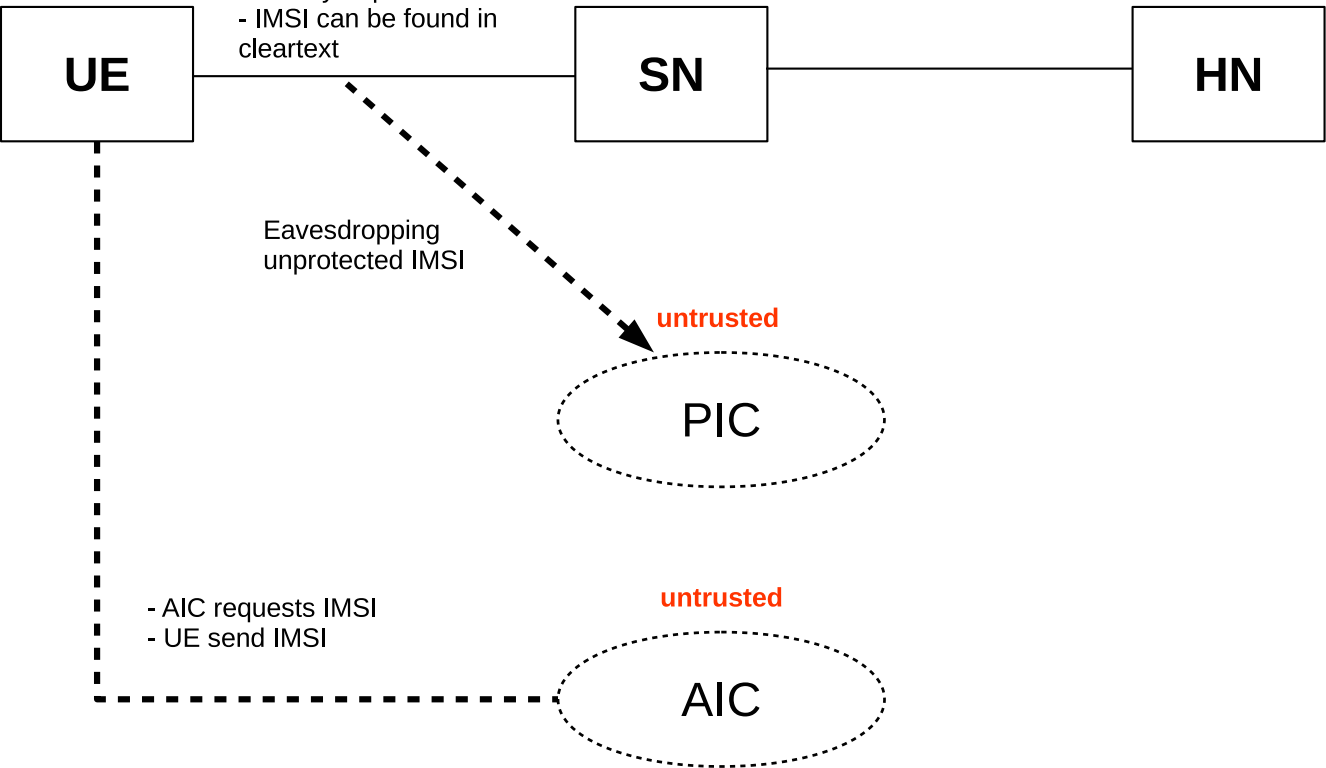 - IMSI can be found in
cleartext
UE
SN
HN
Eavesdropping
unprotected IMSI
untrusted
PIC
- AIC requests IMSI
- UE send IMSI
untrusted
AIC